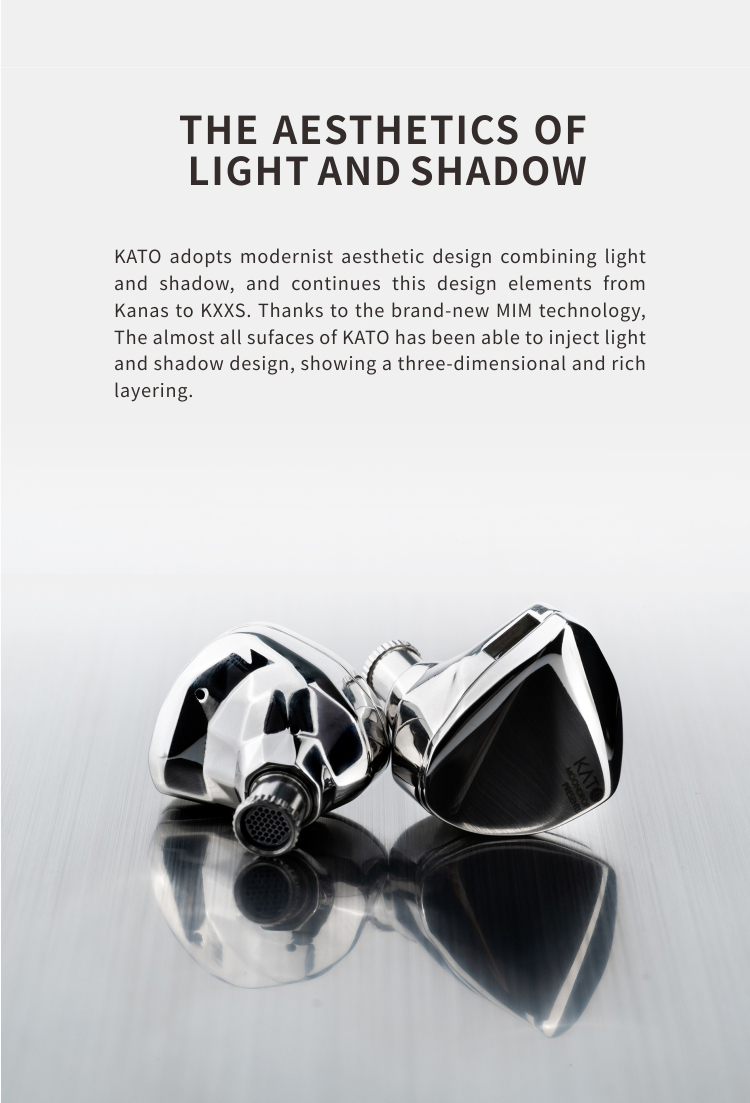 THE AESTHETICS OF
LIGHT AND SHADOW
KATO adopts modernist aesthetic design combining light
and shadow, and continues this design elements from
Kanas to KXXS. Thanks to the brand-new MIM technology,
The almost all sufaces of KATO has been able to inject light
and shadow design, showing a three-dimensional and rich
layering.
KATO